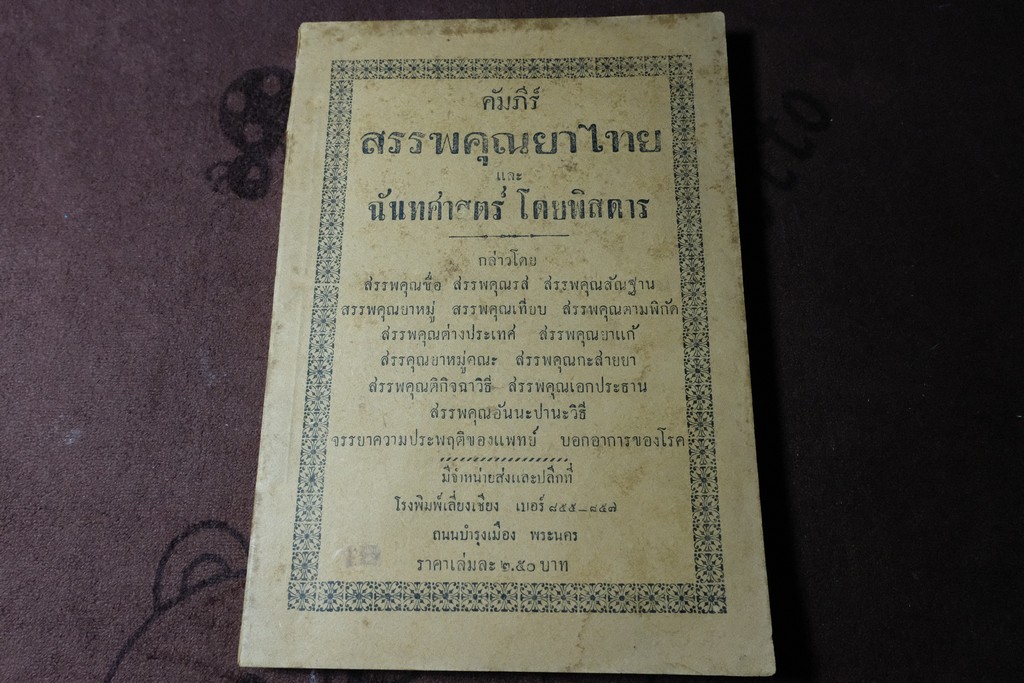 คัมภีร์
สรรพคุณยาไทย
และ
ฉันทศาสตร์ โดยพิสดาร
กล่าวโดย
สรรพคุณชื่อ สรรพคุณรส สรรพคุณสัณฐาน
สรรพคุณยาหมู่ สรรพคุณเทียบ สรรพคุณตามพิกัด
สรรพคุณต่างประเทศ สรรพคุณยาแก้
สรรคุณยาหมู่คณะ สรรพคุณกะสายยา
สรรพคุณติกิจฉาวิธี สรรพคุณเอกประธาน
สรรพคุณอันนะปานะวิธี
จรรยาความประพฤติของแพทย์ บอกอาการของโรค
มีจำหน่ายส่งและปลีกที่
โรงพิมพ์เลี่ยงเซียง เบอร์ ๘๕๕–๘๕๗
ถนนบำรุงเมือง พระนคร
ราคาเล่มละ ๒.๕๐ บาท